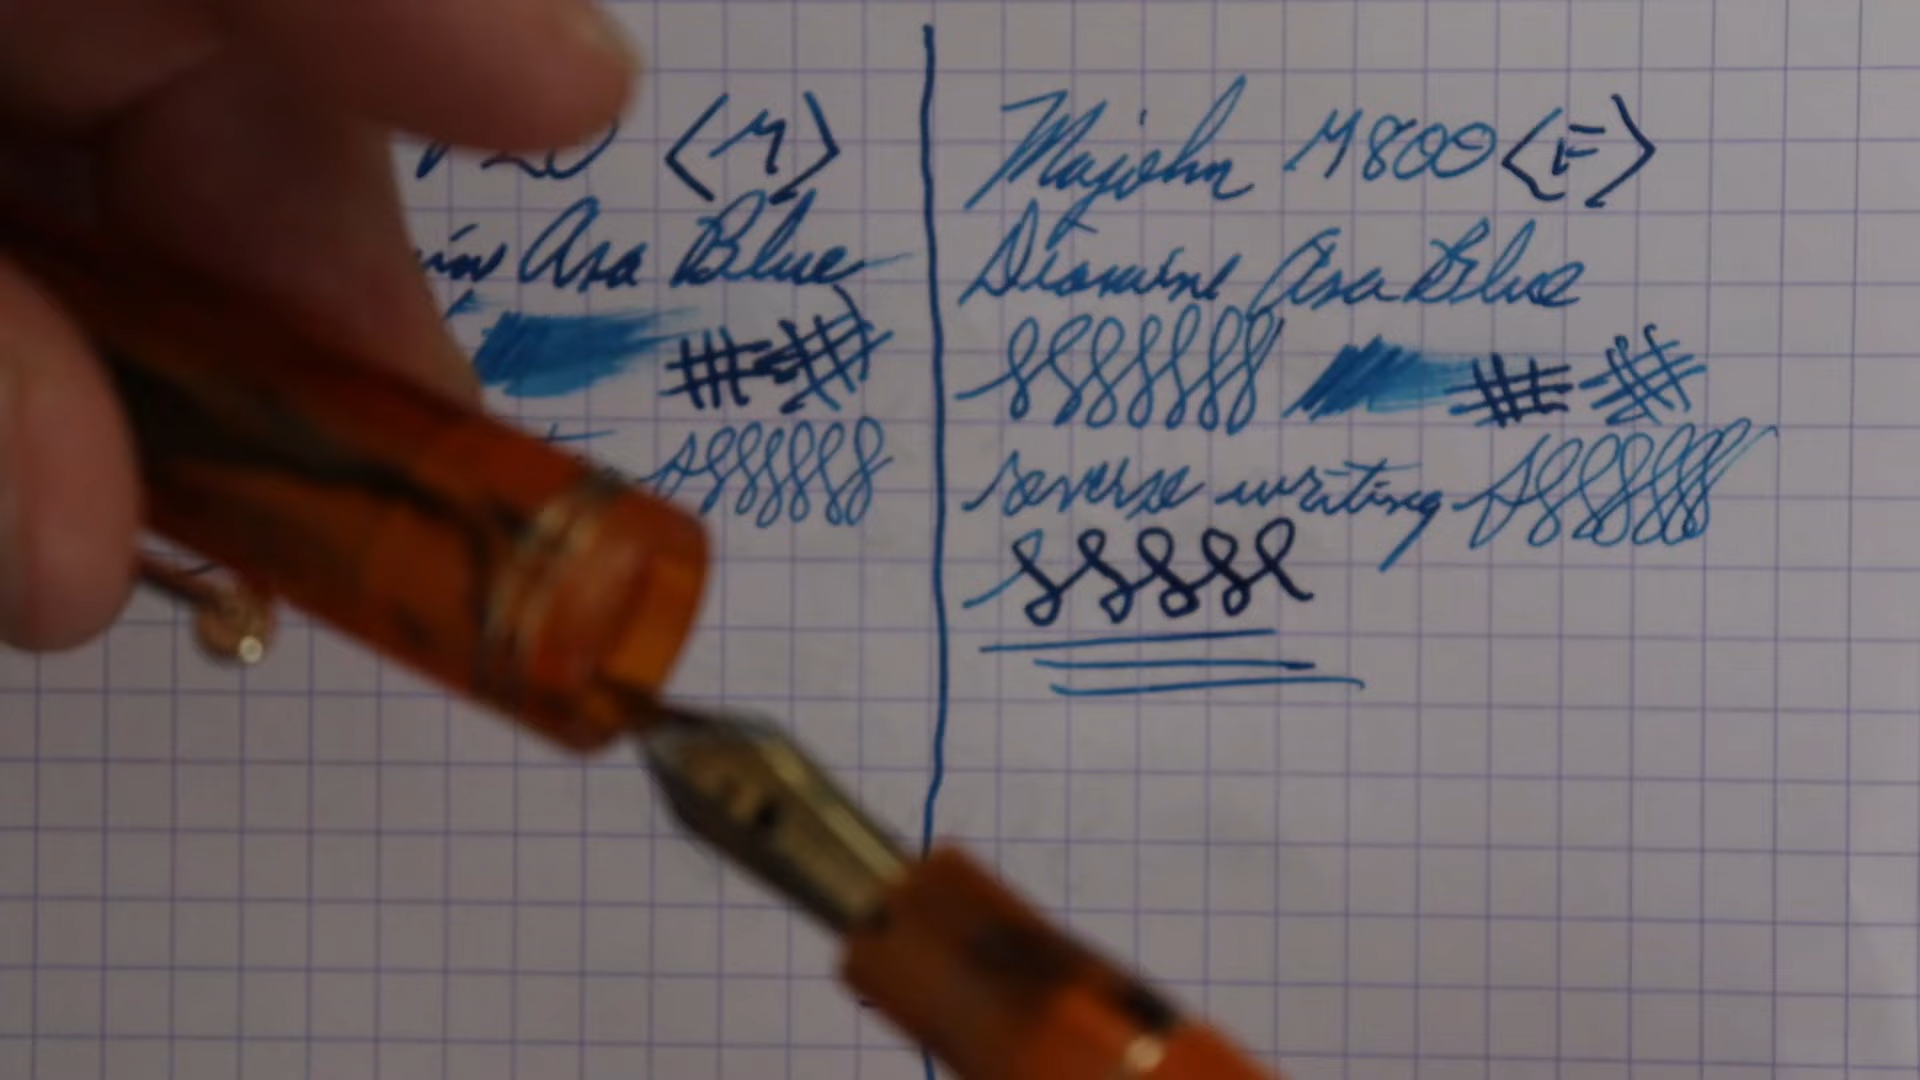 <M>
Asa Blue
Majohn M800 <F>
Diamine Asa Blue
reverse writing